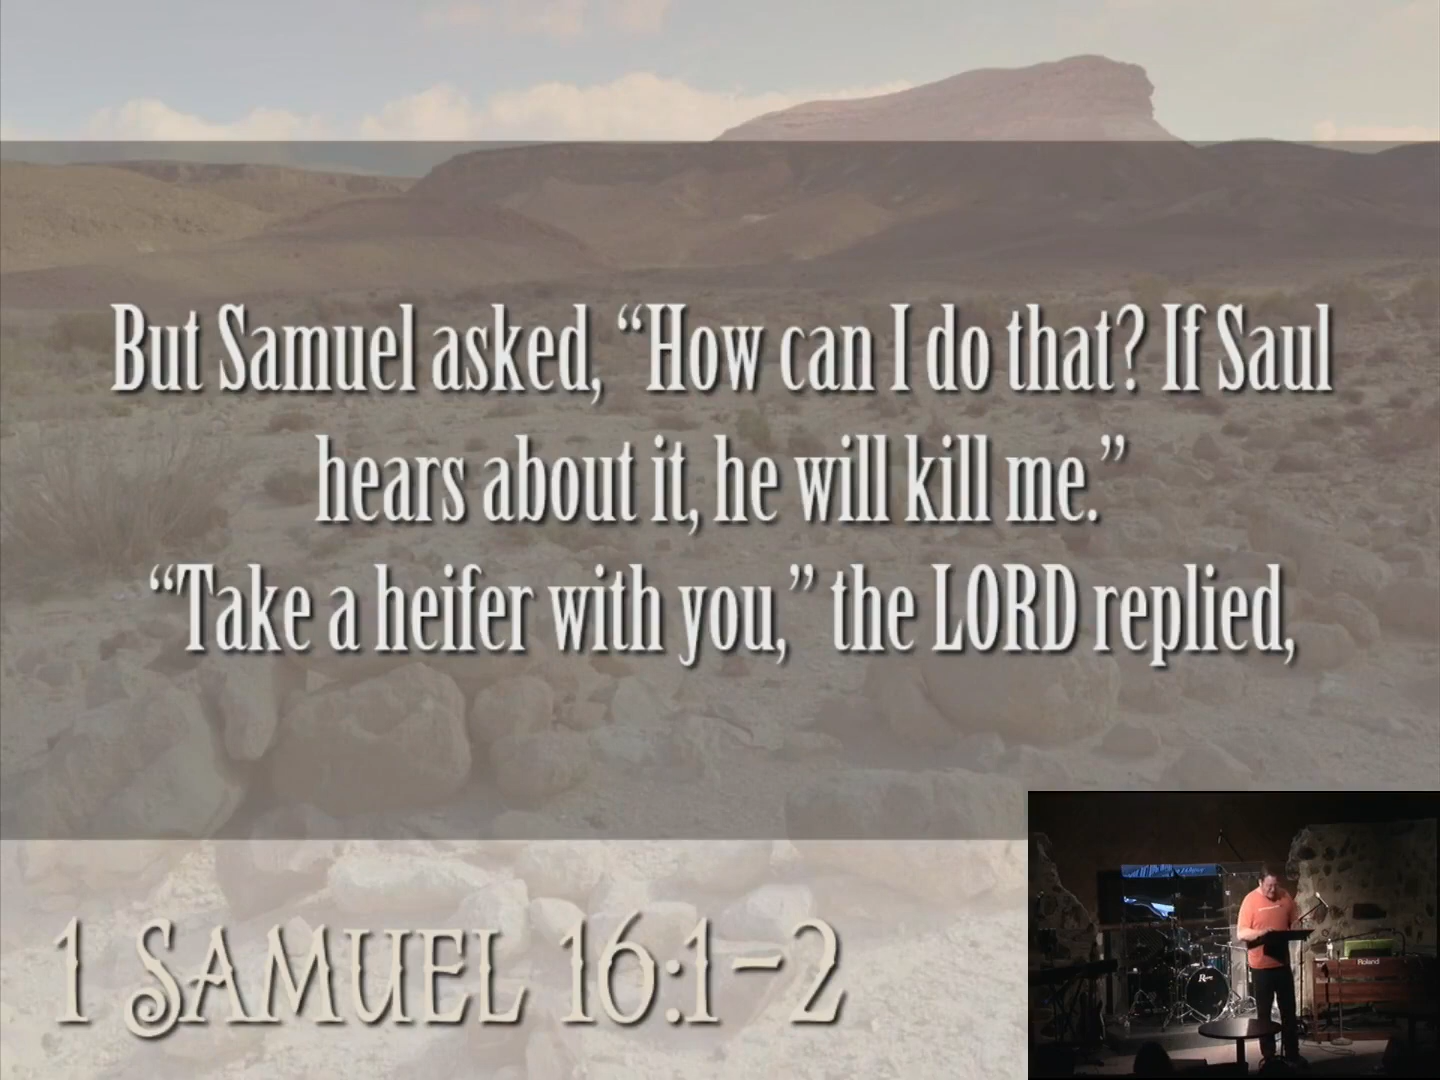 But Samuel asked, “How can I do that? If Saul
hears about it, he will kill me.”
“Take a heifer with you,” the LORD replied,
1 SAMUEL 16:1-2
Roland